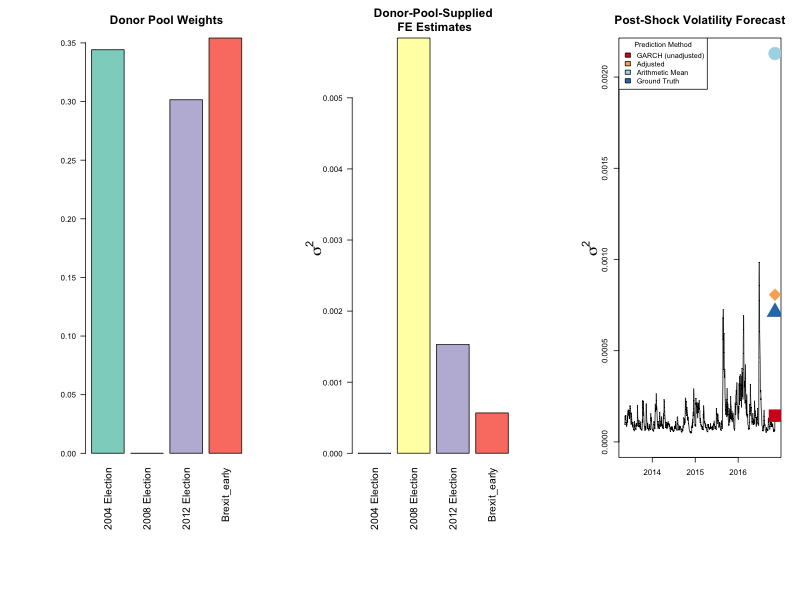 Donor Pool Weights
0.35
0.30
0.25
0.20
0.15
0.10
0.05
0.00
2004 Election
2008 Election
2012 Election
Brexit_early
Donor-Pool-Supplied
FE Estimates
σ²
0.005
0.004
0.003
0.002
0.001
0.000
2004 Election
2008 Election
2012 Election
Brexit_early
Post-Shock Volatility Forecast
σ²
0.0020
0.0015
0.0010
0.0005
0.0000
Prediction Method
GARCH (unadjusted)
Adjusted
Arithmetic Mean
Ground Truth
2014
2015
2016